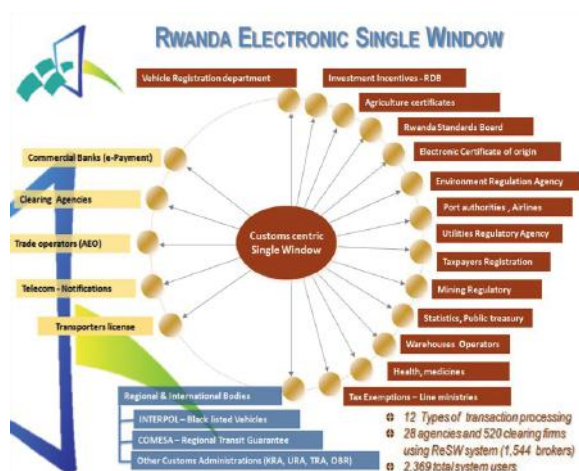 RWANDA ELECTRONIC SINGLE WINDOW
Vehicle Registration department
Investment Incentives - RDB
Agriculture certificates
Rwanda Standards Board
Electronic Certificate of origin
Environment Regulation Agency
Port authorities , Airlines
Utilities Regulatory Agency
Taxpayers Registration
Mining Regulatory
Statistics, Public treasury
Warehouses Operators
Health, medicines
Tax Exemptions – Line ministries
Commercial Banks (e-Payment)
Clearing Agencies
Trade operators (AEO)
Telecom - Notifications
Transporters license
Customs centric
Single Window
Regional & International Bodies
INTERPOL – Black listed Vehicles
COMESA – Regional Transit Guarantee
Other Customs Administrations (KRA, URA, TRA, OBR)
12 Types of transaction processing
28 agencies and 520 clearing firms
using ReSW system (1,544 brokers)
2,369 total system users